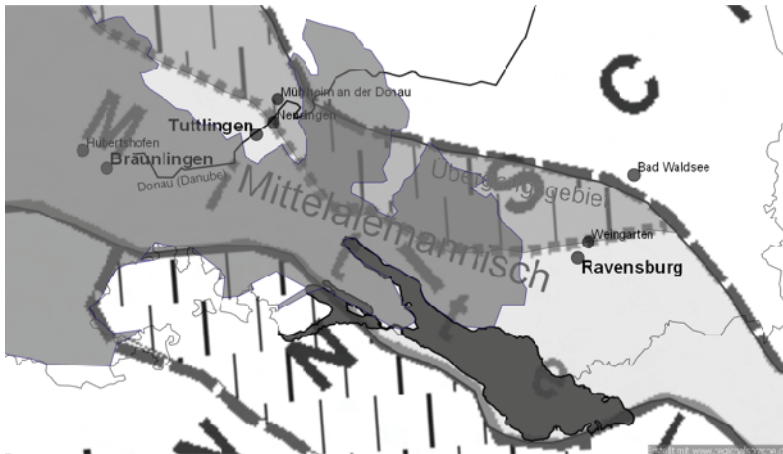 Mühlheim an der Donau
Nendingen
Tuttlingen
Hubertshofen
Bräunlingen
Donau (Danube)
Mittelalemannisch
Übergangsgebiet
Bad Waldsee
Weingarten
Ravensburg